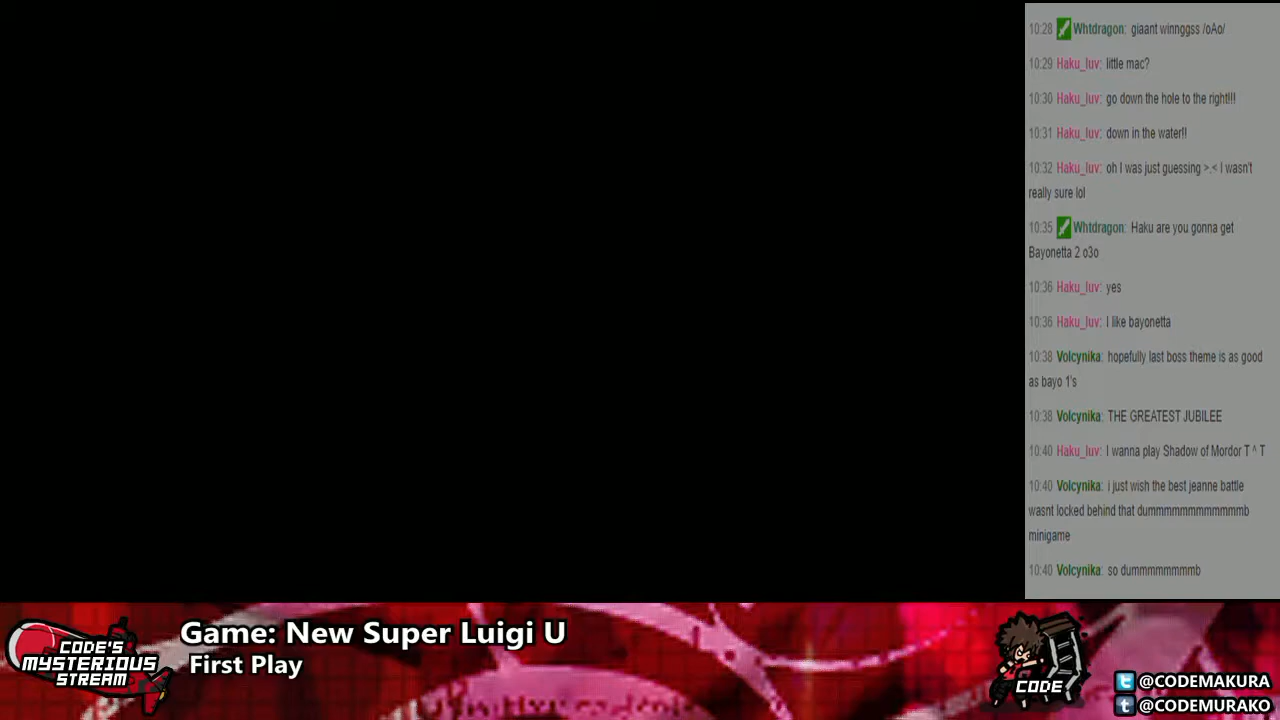 10:28 Whtdragon: giaant winnggss /oAo/
10:29 Haku_luv: little mac?
10:30 Haku_luv: go down the hole to the right!!!
10:31 Haku_luv: down in the water!!
10:32 Haku_luv: oh I was just guessing >.< I wasn't
really sure lol
10:35 Whtdragon: Haku are you gonna get
Bayonetta 2 o3o
10:36 Haku_luv: yes
10:36 Haku_luv: I like bayonetta
10:38 Volcynika: hopefully last boss theme is as good
as bayo 1's
10:38 Volcynika: THE GREATEST JUBILEE
10:40 Haku_luv: I wanna play Shadow of Mordor T ^ T
10:40 Volcynika: i just wish the best jeanne battle
wasnt locked behind that dummmmmmmmmmmmb
minigame
10:40 Volcynika: so dummmmmmmmb
CODE'S
MYSTERIOUS
STREAM
Game: New Super Luigi U
First Play
CODE
@CODEMAKURA
@CODEMURAKO